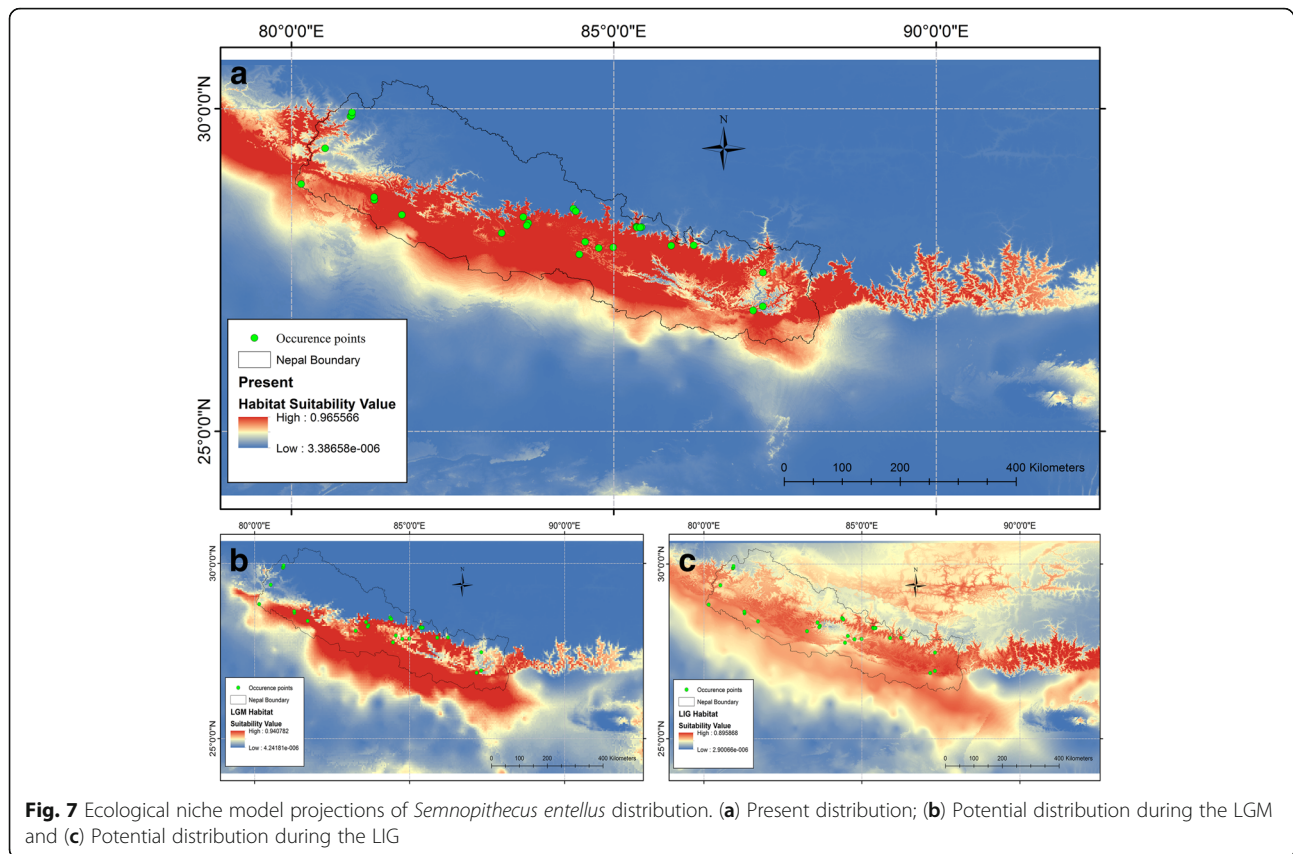 80°0'0"E 85°0'0"E 90°0'0"E
a
N
30°0'0"N
25°0'0"N
Occurence points
Nepal Boundary
Present
Habitat Suitability Value
High : 0.965566
Low : 3.38658e-006
0 100 200 400 Kilometers
80°0'0"E 85°0'0"E 90°0'0"E
b
N
30°0'0"N
25°0'0"N
Occurence points
Nepal Boundary
LGM Habitat
Suitability Value
High : 0.940782
Low : 4.24181e-006
0 100 200 400 Kilometers
80°0'0"E 85°0'0"E 90°0'0"E
c
N
30°0'0"N
25°0'0"N
Occurence points
Nepal Boundary
LIG Habitat
Suitability Value
High : 0.895868
Low : 2.90066e-006
0 100 200 400 Kilometers
Fig. 7 Ecological niche model projections of Semnopithecus entellus distribution. (a) Present distribution; (b) Potential distribution during the LGM
and (c) Potential distribution during the LIG